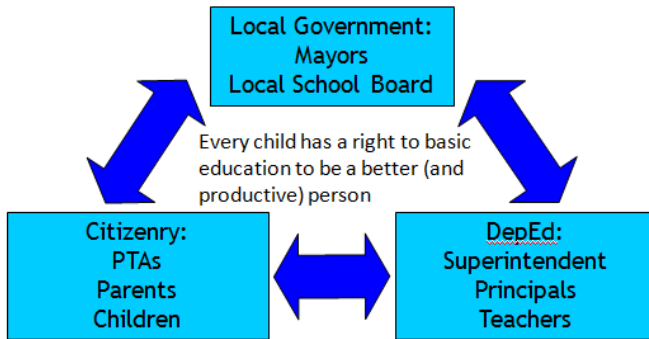 Local Government:
Mayors
Local School Board
Every child has a right to basic
education to be a better (and
productive) person
Citizenry:
PTAs
Parents
Children
DepEd:
Superintendent
Principals
Teachers